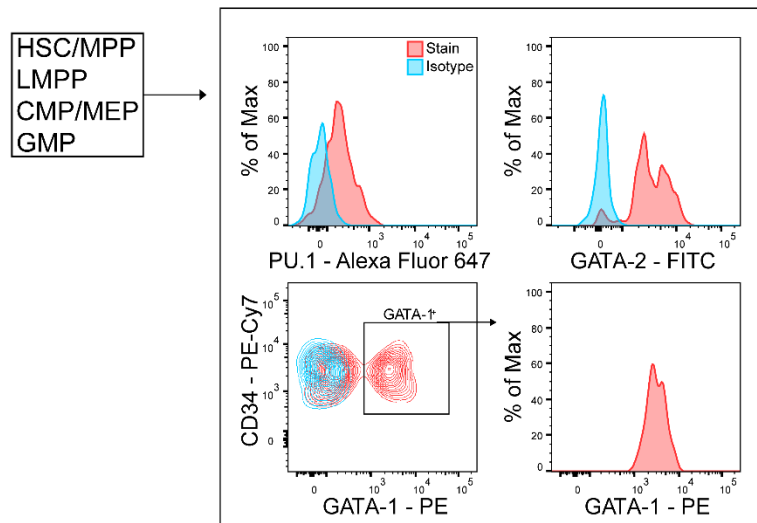 HSC/MPP
LMPP
CMP/MEP
GMP
% of Max
100
80
60
40
20
0
0 10³ 10⁴ 10⁵
PU.1 - Alexa Fluor 647
Stain
Isotype
% of Max
100
80
60
40
20
0
0 10³ 10⁴ 10⁵
GATA-2 - FITC
CD34 - PE-Cy7
10⁵
10⁴
10³
0
GATA-1⁺
0 10³ 10⁴ 10⁵
GATA-1 - PE
% of Max
100
80
60
40
20
0
0 10³ 10⁴ 10⁵
GATA-1 - PE